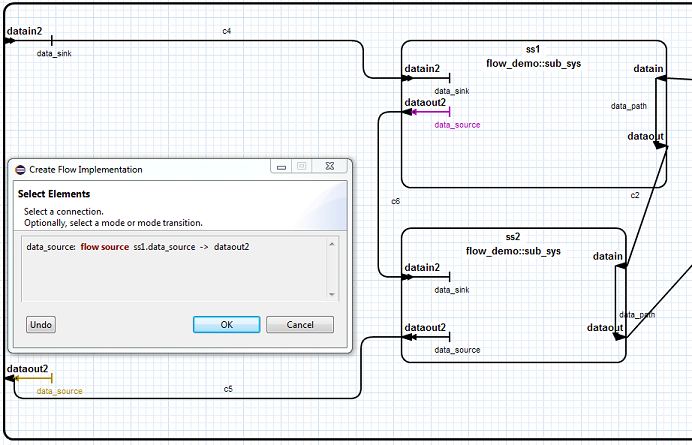 datain2
c4
data_sink
ss1
flow_demo::sub_sys
datain2
data_sink
datain
dataout2
data_source
data_path
dataout
Create Flow Implementation
Select Elements
Select a connection.
Optionally, select a mode or mode transition.
data_source: flow source ss1.data_source -> dataout2
Undo
OK
Cancel
c6
c2
ss2
flow_demo::sub_sys
datain2
data_sink
datain
dataout2
data_source
data_path
dataout
dataout2
data_source
c5